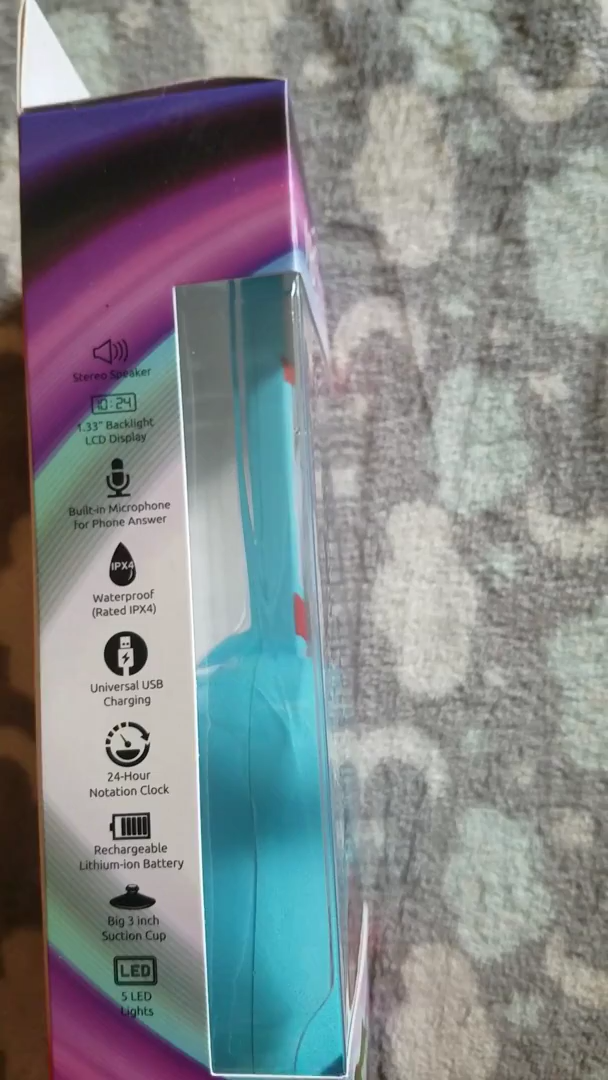 Stereo Speaker
10:24
1.33" Backlight
LCD Display
Built-in Microphone
for Phone Answer
IPX4
Waterproof
(Rated IPX4)
Universal USB
Charging
24-Hour
Notation Clock
Rechargeable
Lithium-ion Battery
Big 3 inch
Suction Cup
LED
5 LED
Lights